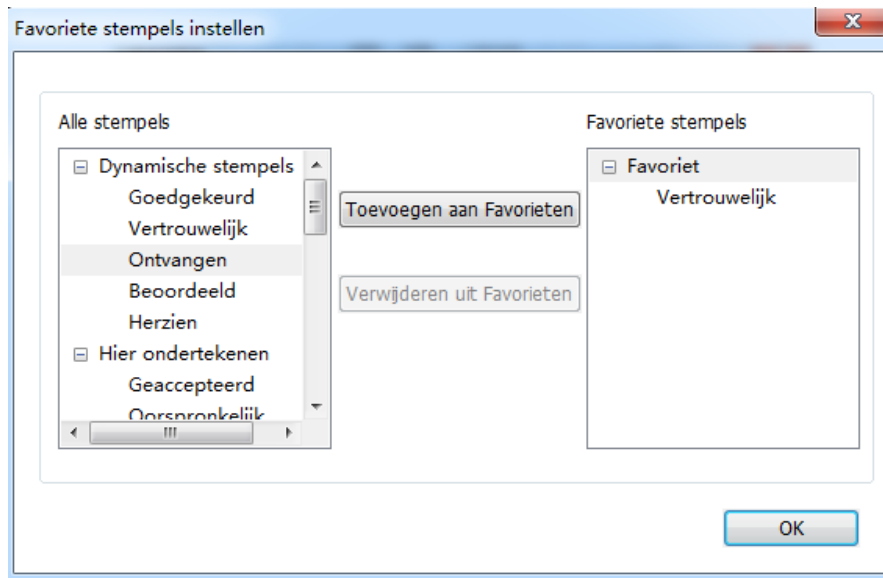 Favoriete stempels instellen
Alle stempels
Dynamische stempels
Goedgekeurd
Vertrouwelijk
Ontvangen
Beoordeeld
Herzien
Hier ondertekenen
Geaccepteerd
Oorspronkelijk
Toevoegen aan Favorieten
Verwijderen uit Favorieten
Favoriete stempels
Favoriet
Vertrouwelijk
OK